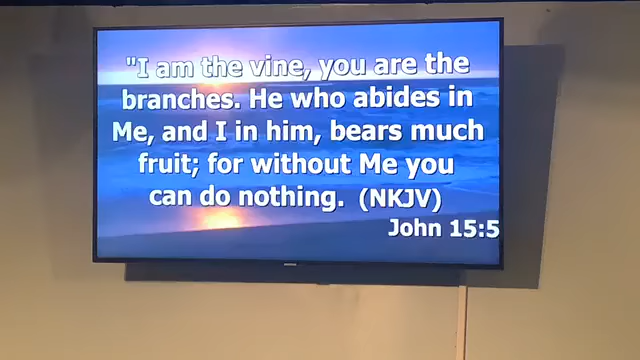 "I am the vine, you are the
branches. He who abides in
Me, and I in him, bears much
fruit; for without Me you
can do nothing. (NKJV)
John 15:5